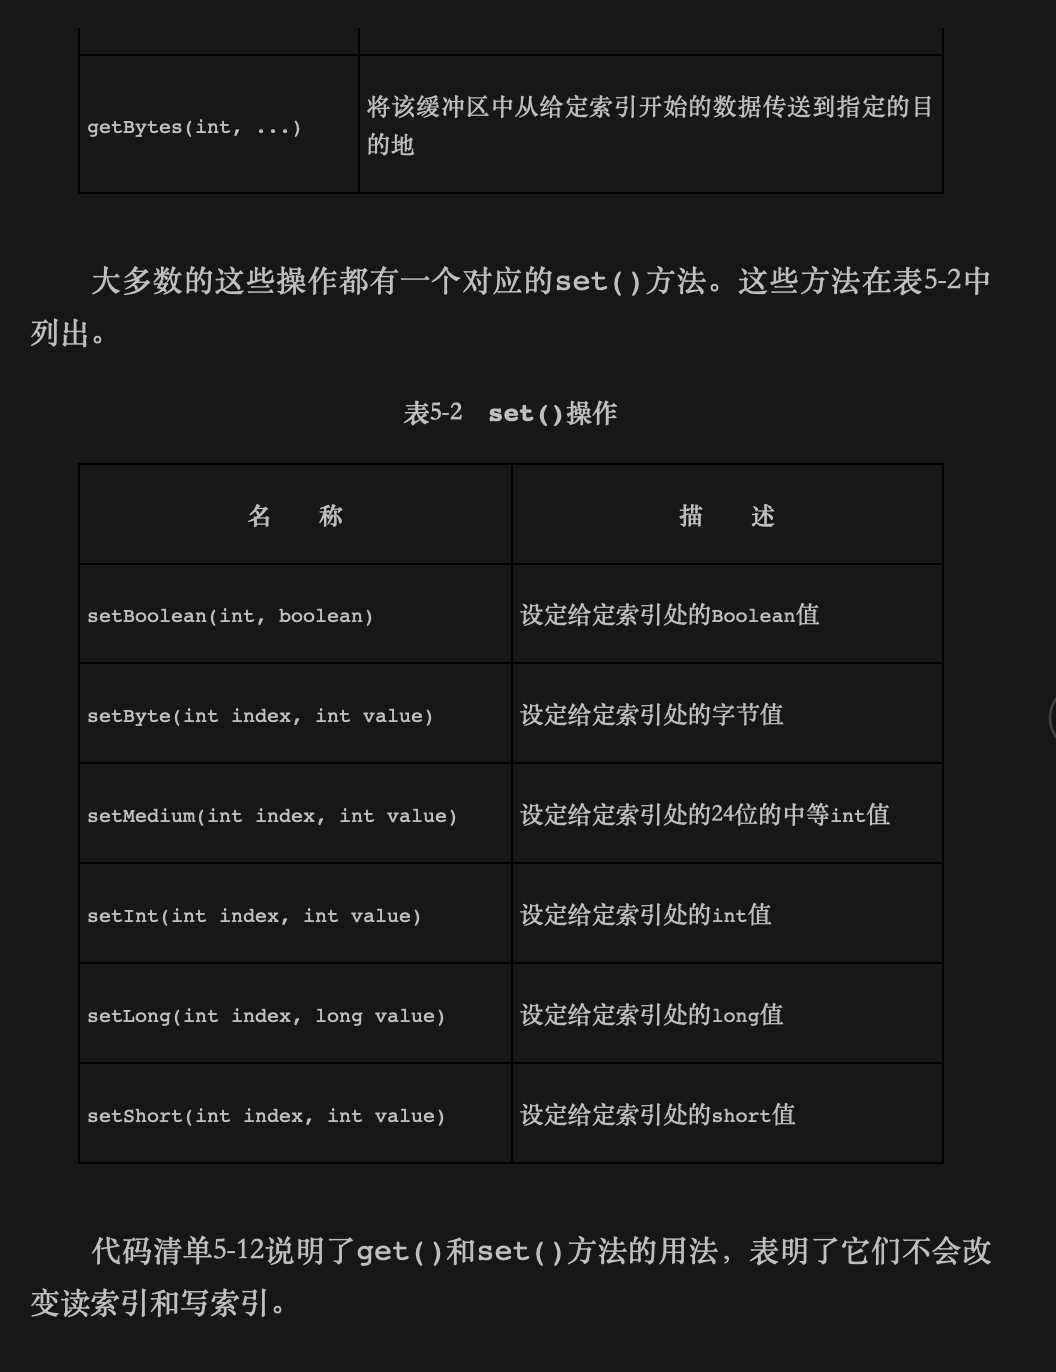 getBytes(int, ...)
将该缓冲区中从给定索引开始的数据传送到指定的目
的地
大多数的这些操作都有一个对应的set()方法。这些方法在表5-2中
列出。
表5-2 set()操作
名 称
描 述
setBoolean(int, boolean)
设定给定索引处的Boolean值
setByte(int index, int value)
设定给定索引处的字节值
setMedium(int index, int value)
设定给定索引处的24位的中等int值
setInt(int index, int value)
设定给定索引处的int值
setLong(int index, long value)
设定给定索引处的long值
setShort(int index, int value)
设定给定索引处的short值
代码清单5-12说明了get()和set()方法的用法，表明了它们不会改
变读索引和写索引。